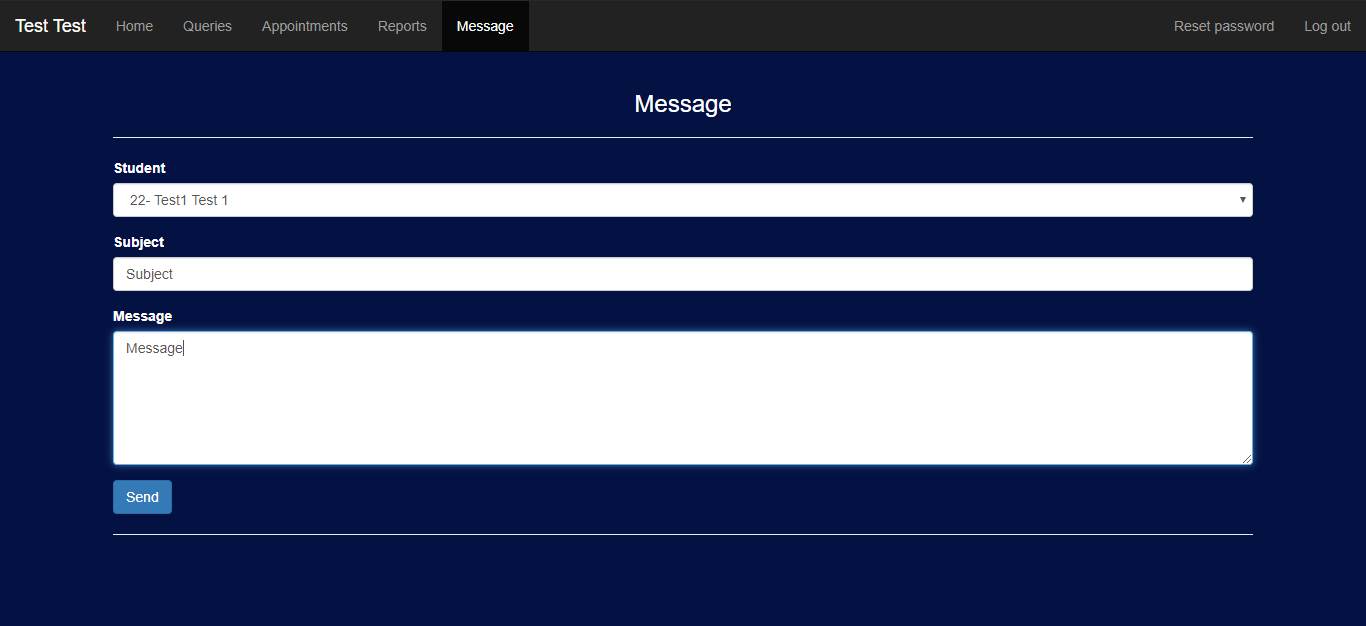 Test Test Home Queries Appointments Reports Message Reset password Log out
Message
Student
22- Test1 Test 1
Subject
Subject
Message
Message
Send